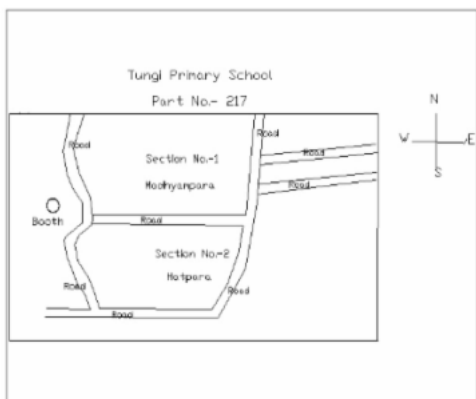 Tungi Primary School
Part No.- 217
N
W E
S
Road
Road
Section No.-1
Madhyampara
Road
Road
Booth
Road
Section No.-2
Hatpara
Road
Road
Road